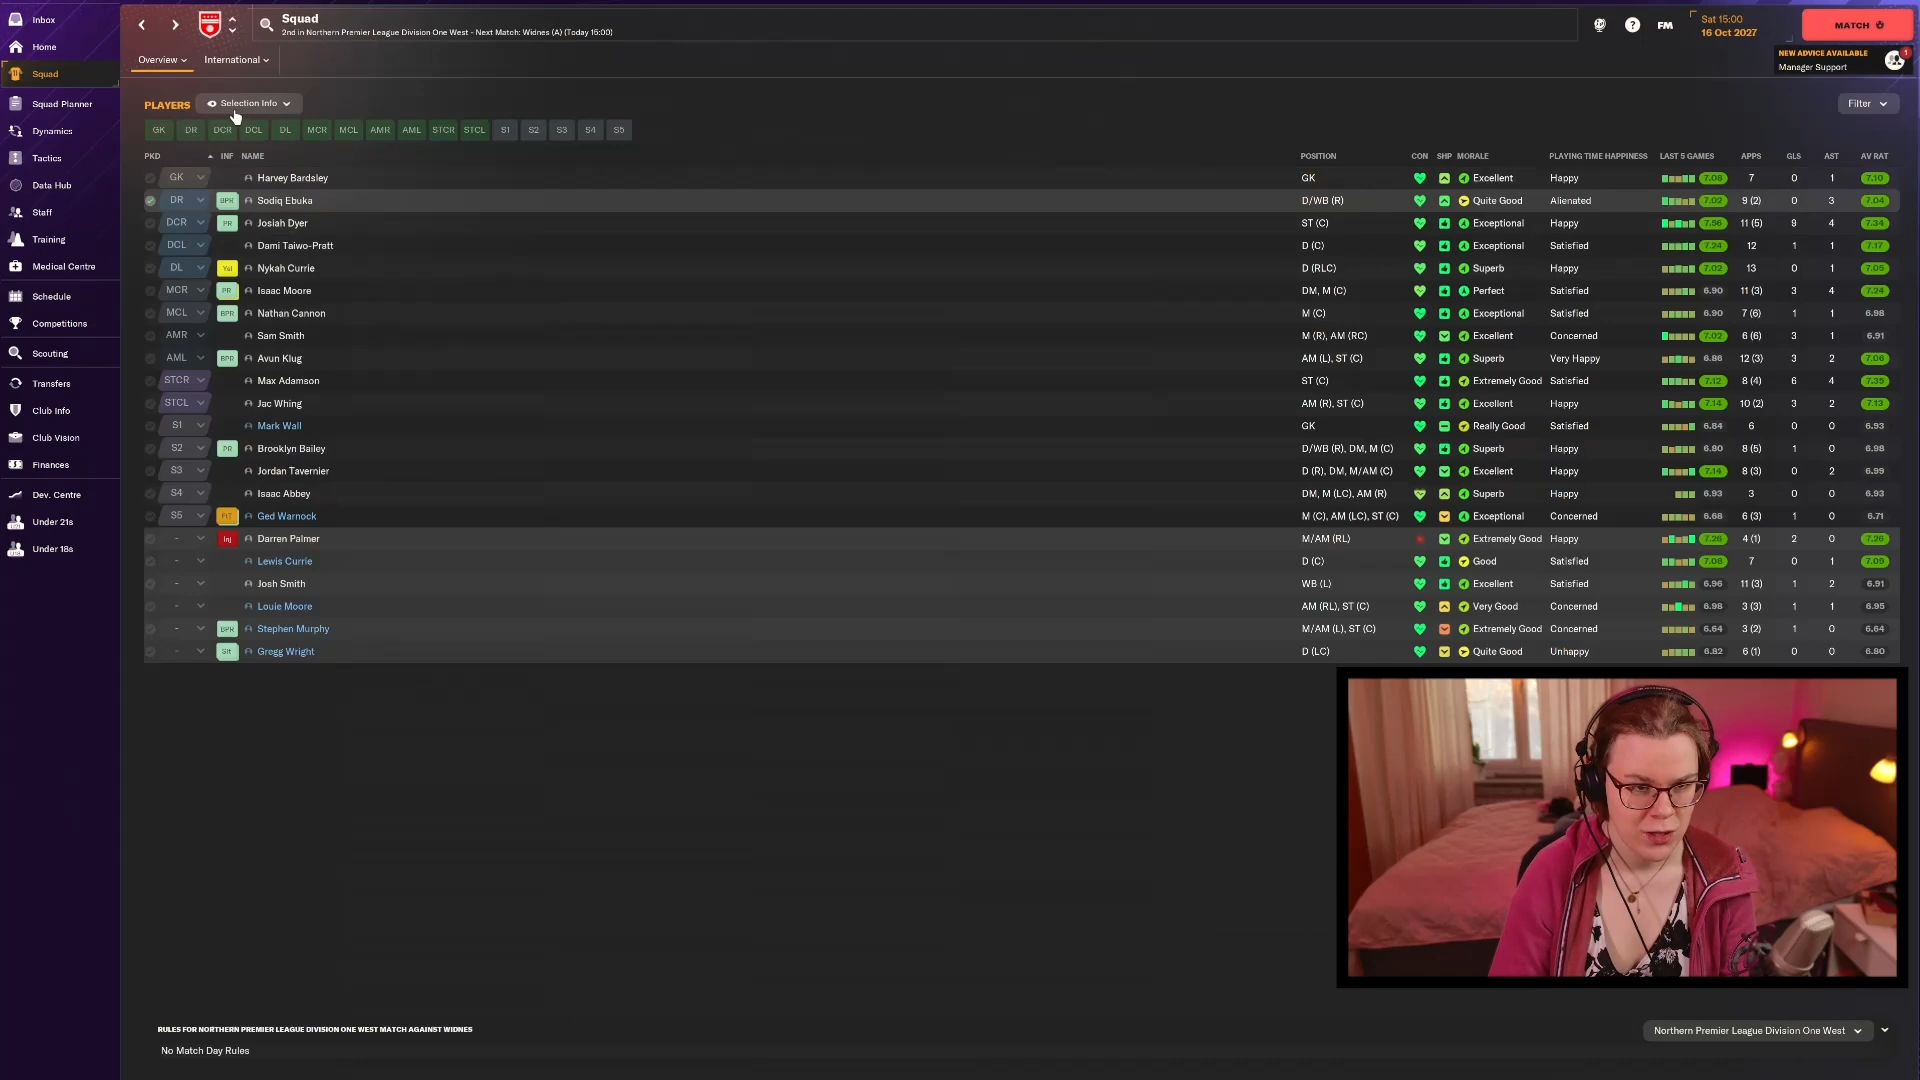 Inbox
Home
Squad
Squad Planner
Dynamics
Tactics
Data Hub
Staff
Training
Medical Centre
Schedule
Competitions
Scouting
Transfers
Club Info
Club Vision
Finances
Dev. Centre
Under 21s
Under 18s
Squad
2nd in Northern Premier League Division One West - Next Match: Widnes (A) (Today 15:00)
FM
Sat 15:00
16 Oct 2027
MATCH
NEW ADVICE AVAILABLE
Manager Support
1
Overview
International
PLAYERS
Selection Info
Filter
GK DR DCR DCL DL MCR MCL AMR AML STCR STCL S1 S2 S3 S4 S5
PKD INF NAME POSITION CON SHP MORALE PLAYING TIME HAPPINESS LAST 5 GAMES APPS GLS AST AV RAT
GK Harvey Bardsley GK Excellent Happy 7.08 7 0 1 7.10
DR BPR Sodiq Ebuka D/WB (R) Quite Good Alienated 7.02 9 (2) 0 3 7.04
DCR PR Josiah Dyer ST (C) Exceptional Happy 7.56 11 (5) 9 4 7.34
DCL Dami Taiwo-Pratt D (C) Exceptional Satisfied 7.24 12 1 1 7.17
DL Yel Nykah Currie D (RLC) Superb Happy 7.02 13 0 1 7.05
MCR PR Isaac Moore DM, M (C) Perfect Satisfied 6.90 11 (3) 3 4 7.24
MCL BPR Nathan Cannon M (C) Exceptional Satisfied 6.90 7 (6) 1 1 6.98
AMR Sam Smith M (R), AM (RC) Excellent Concerned 7.02 6 (6) 3 1 6.91
AML BPR Avun Klug AM (L), ST (C) Superb Very Happy 6.86 12 (3) 3 2 7.06
STCR Max Adamson ST (C) Extremely Good Satisfied 7.12 8 (4) 6 4 7.35
STCL Jac Whing AM (R), ST (C) Excellent Happy 7.14 10 (2) 3 2 7.13
S1 Mark Wall GK Really Good Satisfied 6.84 6 0 0 6.93
S2 PR Brooklyn Bailey D/WB (R), DM, M (C) Superb Happy 6.80 8 (5) 1 0 6.98
S3 Jordan Tavernier D (R), DM, M/AM (C) Excellent Happy 7.14 8 (3) 0 2 6.99
S4 Isaac Abbey DM, M (LC), AM (R) Superb Happy 6.93 3 0 0 6.93
S5 Ged Warnock M (C), AM (LC), ST (C) Exceptional Concerned 6.68 6 (3) 1 0 6.71
- Inj Darren Palmer M/AM (RL) Extremely Good Happy 7.26 4 (1) 2 0 7.26
- Lewis Currie D (C) Good Satisfied 7.08 7 0 1 7.09
- Josh Smith WB (L) Excellent Satisfied 6.96 11 (3) 1 2 6.91
- Louie Moore AM (RL), ST (C) Very Good Concerned 6.98 3 (3) 1 1 6.95
- BPR Stephen Murphy M/AM (L), ST (C) Extremely Good Concerned 6.64 3 (2) 1 0 6.64
- Slt Gregg Wright D (LC) Quite Good Unhappy 6.82 6 (1) 0 0 6.80
RULES FOR NORTHERN PREMIER LEAGUE DIVISION ONE WEST MATCH AGAINST WIDNES
Northern Premier League Division One West
No Match Day Rules